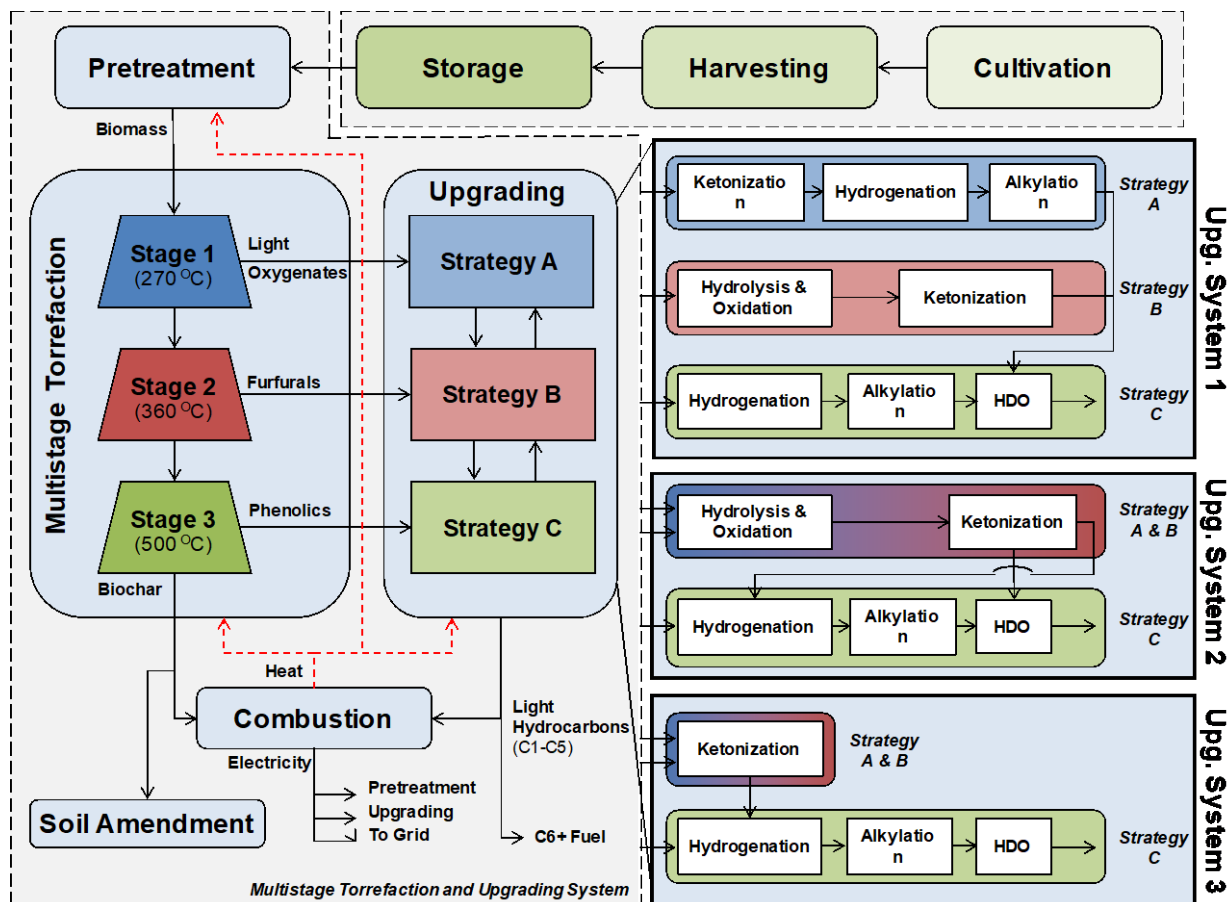 Pretreatment
Storage
Harvesting
Cultivation
Biomass
Multistage Torrefaction
Stage 1
(270 °C)
Light
Oxygenates
Stage 2
(360 °C)
Furfurals
Stage 3
(500 °C)
Phenolics
Biochar
Upgrading
Strategy A
Strategy B
Strategy C
Heat
Combustion
Electricity
Light
Hydrocarbons
(C1-C5)
Pretreatment
Upgrading
To Grid
C6+ Fuel
Soil Amendment
Multistage Torrefaction and Upgrading System
Ketonizatio
n
Hydrogenation
Alkylatio
n
Strategy
A
Hydrolysis &
Oxidation
Ketonization
Strategy
B
Hydrogenation
Alkylatio
n
HDO
Strategy
C
Upg. System 1
Hydrolysis &
Oxidation
Ketonization
Strategy
A & B
Hydrogenation
Alkylatio
n
HDO
Strategy
C
Upg. System 2
Ketonization
Strategy
A & B
Hydrogenation
Alkylatio
n
HDO
Strategy
C
Upg. System 3